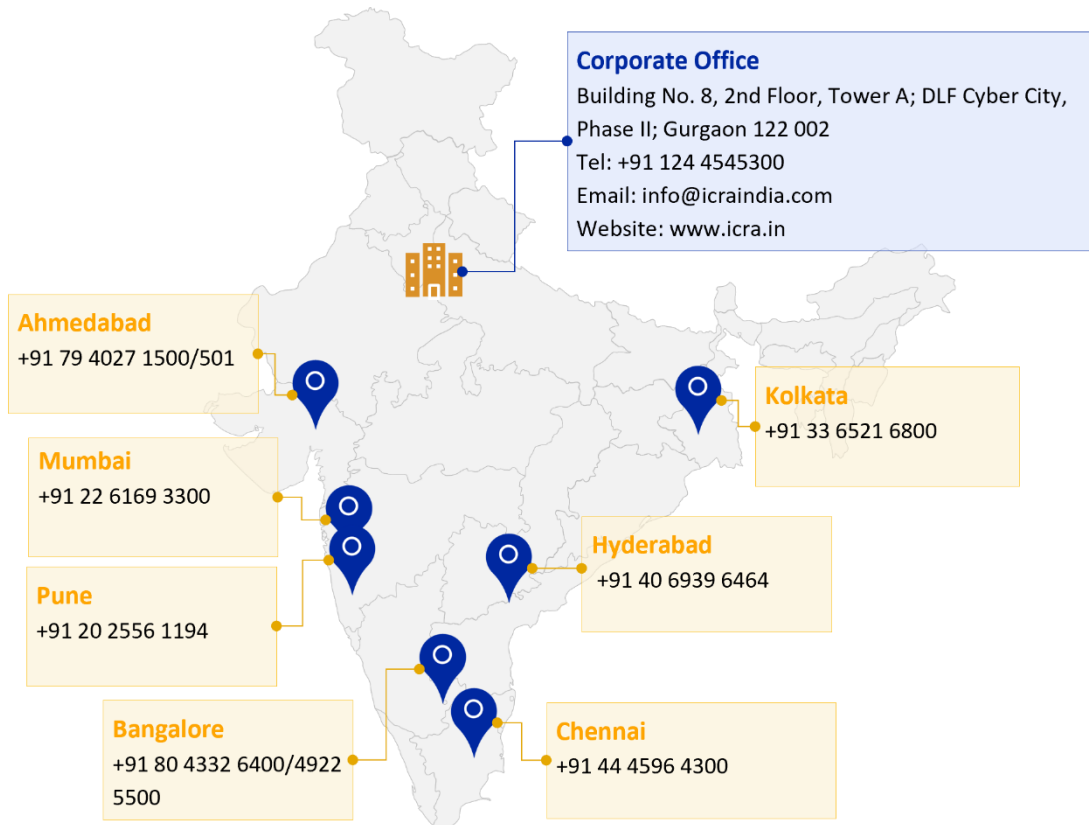 Corporate Office
Building No. 8, 2nd Floor, Tower A; DLF Cyber City,
Phase II; Gurgaon 122 002
Tel: +91 124 4545300
Email: info@icraindia.com
Website: www.icra.in
Ahmedabad
+91 79 4027 1500/501
Kolkata
+91 33 6521 6800
Mumbai
+91 22 6169 3300
Hyderabad
+91 40 6939 6464
Pune
+91 20 2556 1194
Bangalore
+91 80 4332 6400/4922
5500
Chennai
+91 44 4596 4300